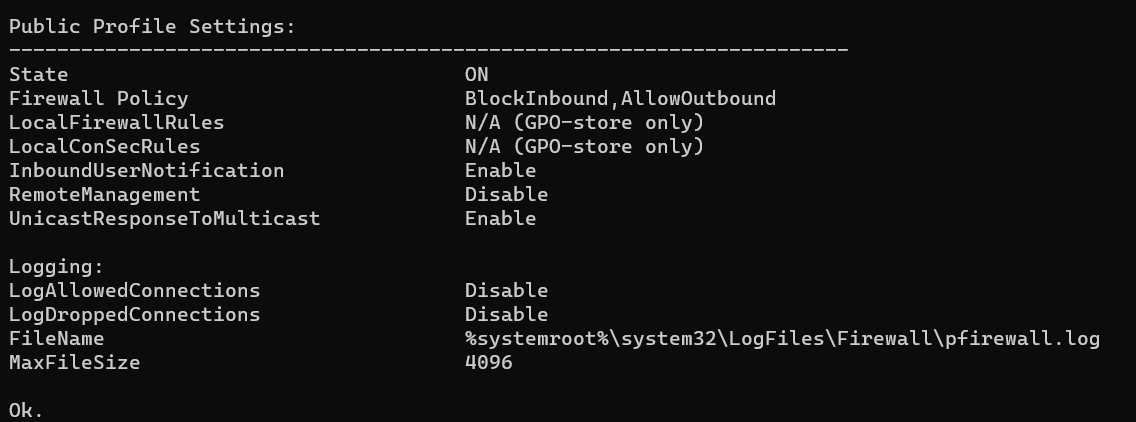 Public Profile Settings:
----------------------------------------------------------------------
State ON
Firewall Policy BlockInbound,AllowOutbound
LocalFirewallRules N/A (GPO-store only)
LocalConSecRules N/A (GPO-store only)
InboundUserNotification Enable
RemoteManagement Disable
UnicastResponseToMulticast Enable

Logging:
LogAllowedConnections Disable
LogDroppedConnections Disable
FileName %systemroot%\system32\LogFiles\Firewall\pfirewall.log
MaxFileSize 4096

Ok.